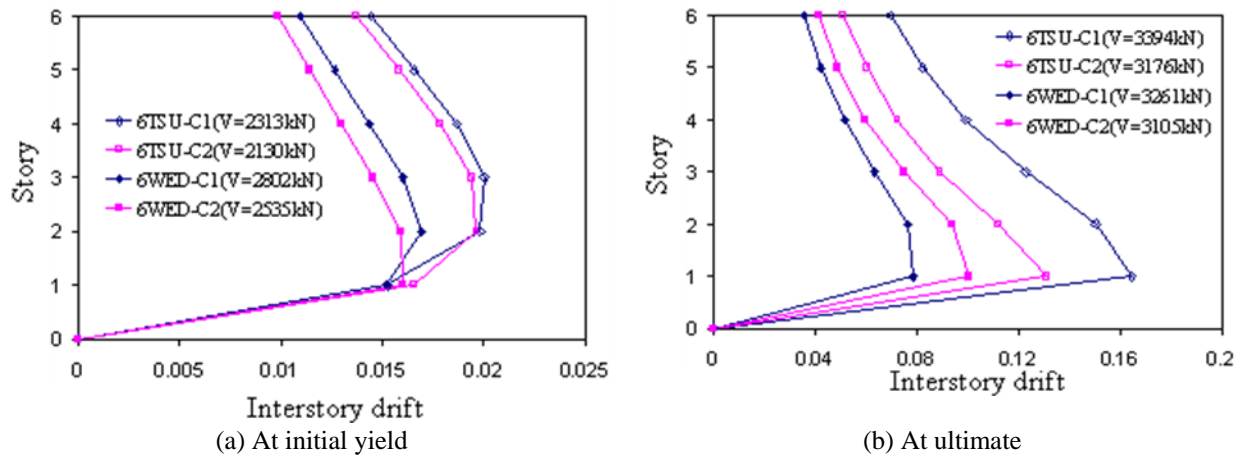 6
5
4
3
2
1
0
Story
6TSU-C1(V=2313kN)
6TSU-C2(V=2130kN)
6WED-C1(V=2802kN)
6WED-C2(V=2535kN)
0 0.005 0.01 0.015 0.02 0.025
Interstory drift
(a) At initial yield
6
5
4
3
2
1
0
Story
6TSU-C1(V=3394kN)
6TSU-C2(V=3176kN)
6WED-C1(V=3261kN)
6WED-C2(V=3105kN)
0 0.04 0.08 0.12 0.16 0.2
Interstory drift
(b) At ultimate